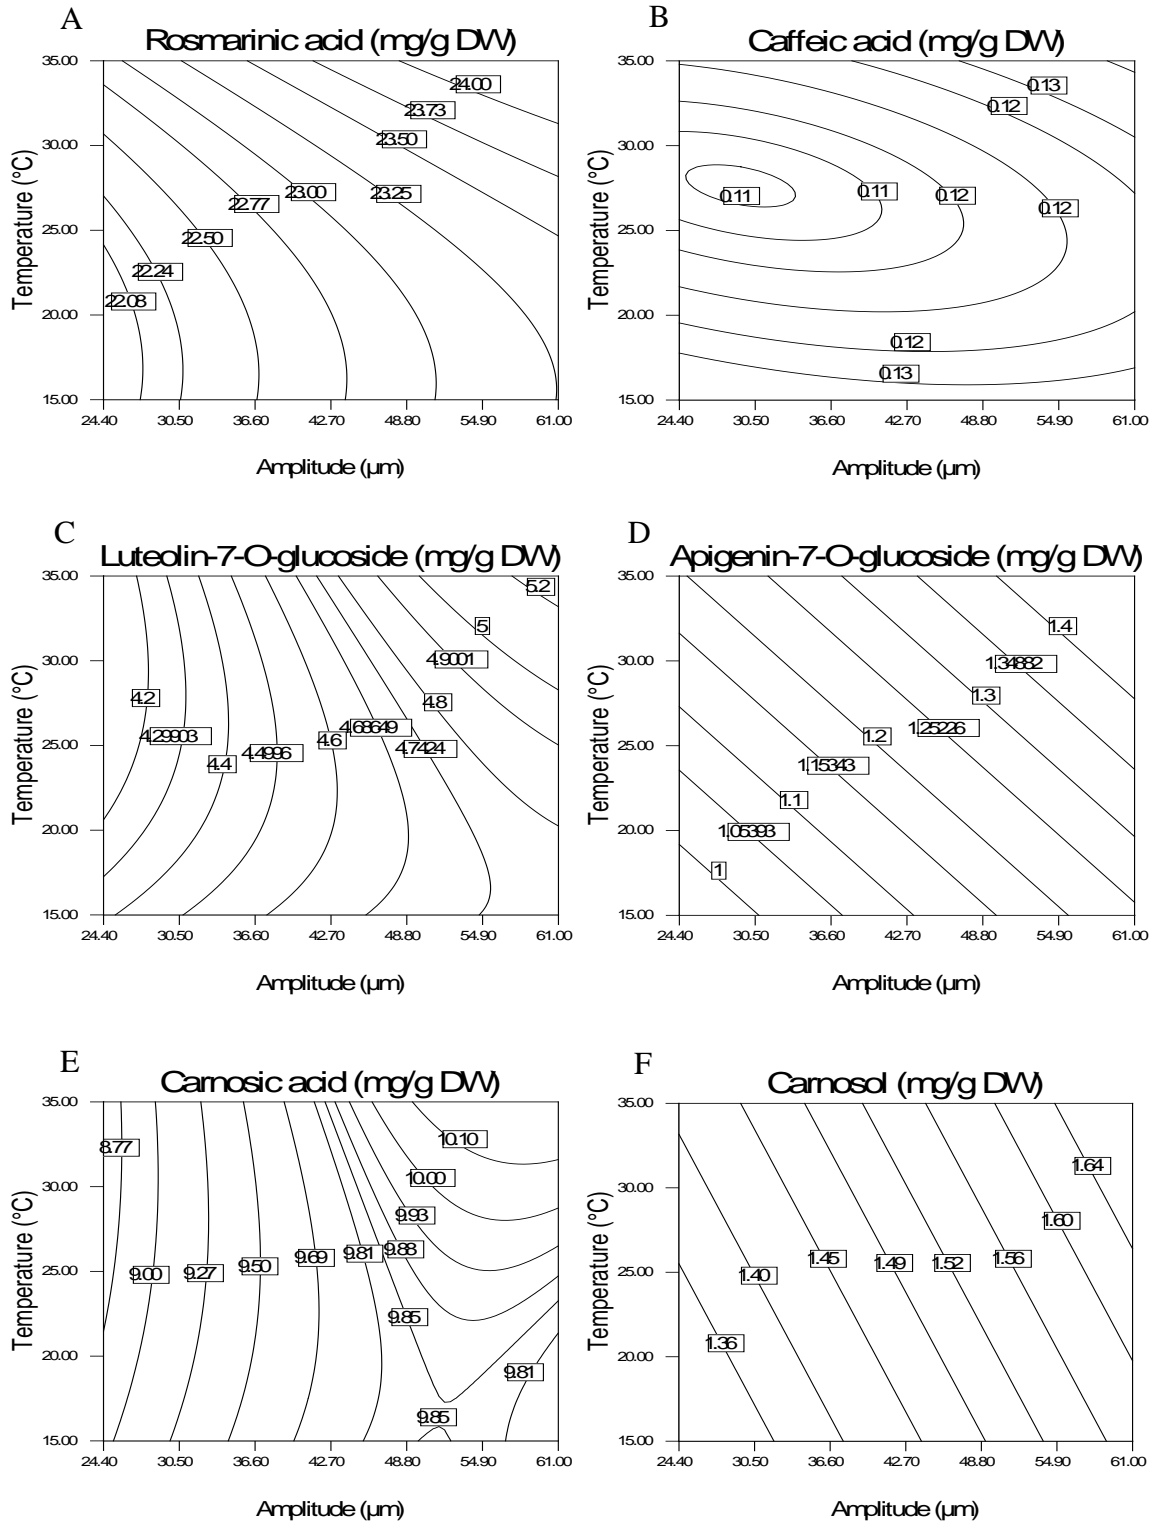 A
Rosmarinic acid (mg/g DW)
35.00
30.00
25.00
20.00
15.00
Temperature (°C)
24.00
23.73
23.50
23.25
23.00
22.77
22.50
22.24
22.03
24.40 30.50 36.60 42.70 48.80 54.90 61.00
Amplitude (µm)
B
Caffeic acid (mg/g DW)
35.00
30.00
25.00
20.00
15.00
Temperature (°C)
0.13
0.12
0.11
0.11
0.12
0.12
0.12
0.13
24.40 30.50 36.60 42.70 48.80 54.90 61.00
Amplitude (µm)
C
Luteolin-7-O-glucoside (mg/g DW)
35.00
30.00
25.00
20.00
15.00
Temperature (°C)
5.2
5
4.9001
4.8
4.7424
4.68649
4.6
4.4996
4.4
4.29903
4.2
24.40 30.50 36.60 42.70 48.80 54.90 61.00
Amplitude (µm)
D
Apigenin-7-O-glucoside (mg/g DW)
35.00
30.00
25.00
20.00
15.00
Temperature (°C)
1.4
1.34882
1.3
1.25226
1.2
1.15343
1.1
1.05393
1
24.40 30.50 36.60 42.70 48.80 54.90 61.00
Amplitude (µm)
E
Carnosic acid (mg/g DW)
35.00
30.00
25.00
20.00
15.00
Temperature (°C)
8.77
9.00
9.27
9.50
9.69
9.81
9.88
9.93
10.00
10.10
9.85
9.81
9.85
24.40 30.50 36.60 42.70 48.80 54.90 61.00
Amplitude (µm)
F
Carnosol (mg/g DW)
35.00
30.00
25.00
20.00
15.00
Temperature (°C)
1.64
1.60
1.56
1.52
1.49
1.45
1.40
1.36
24.40 30.50 36.60 42.70 48.80 54.90 61.00
Amplitude (µm)